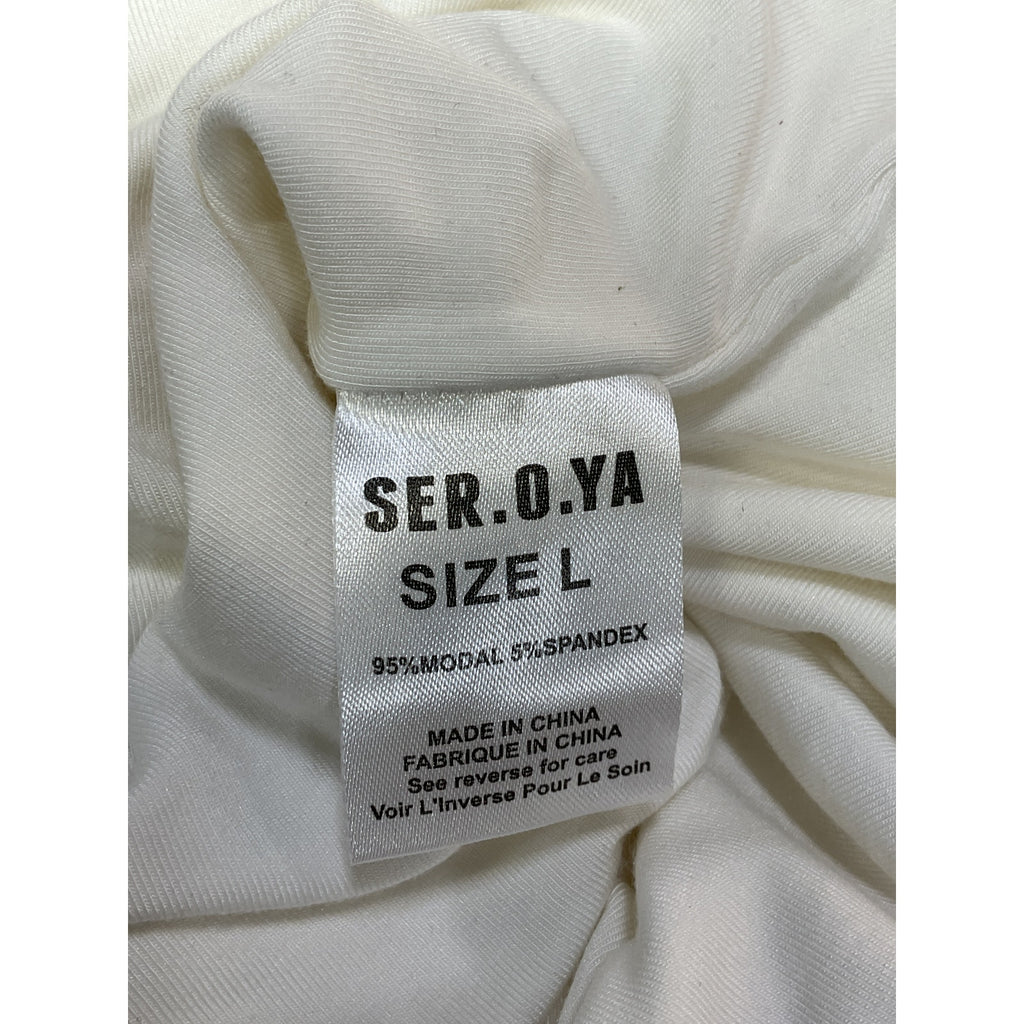 SER.O.YA
SIZE L
95%MODAL 5%SPANDEX
MADE IN CHINA
FABRIQUE IN CHINA
See reverse for care
Voir L'Inverse Pour Le Soin